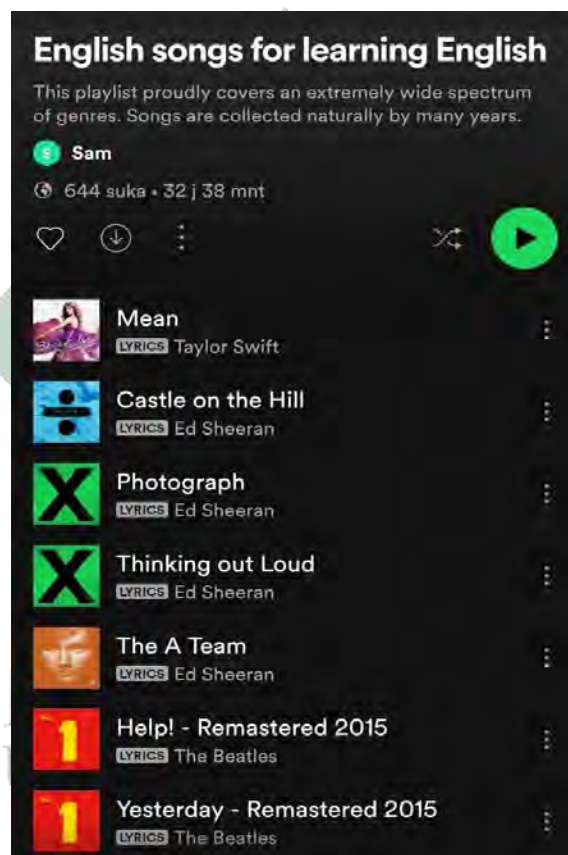 English songs for learning English
This playlist proudly covers an extremely wide spectrum
of genres. Songs are collected naturally by many years.
S Sam
644 suka • 32 j 38 mnt
Mean
LYRICS Taylor Swift
Castle on the Hill
LYRICS Ed Sheeran
Photograph
LYRICS Ed Sheeran
Thinking out Loud
LYRICS Ed Sheeran
The A Team
LYRICS Ed Sheeran
Help! - Remastered 2015
LYRICS The Beatles
Yesterday - Remastered 2015
LYRICS The Beatles